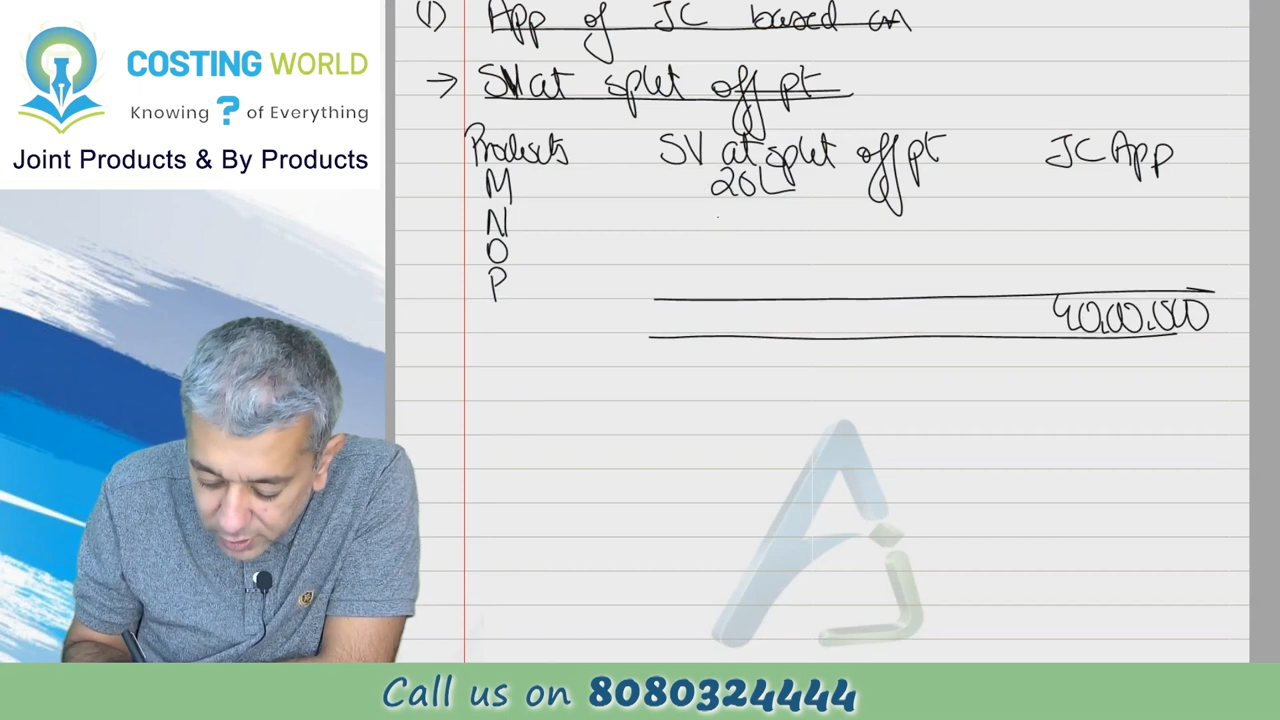 COSTING WORLD
Knowing ? of Everything
Joint Products & By Products
(1) App of JC based on
→ SV at split off pt
Products SV at split off pt JC App
M 20L
N
O
P
40,00,000
Call us on 8080324444